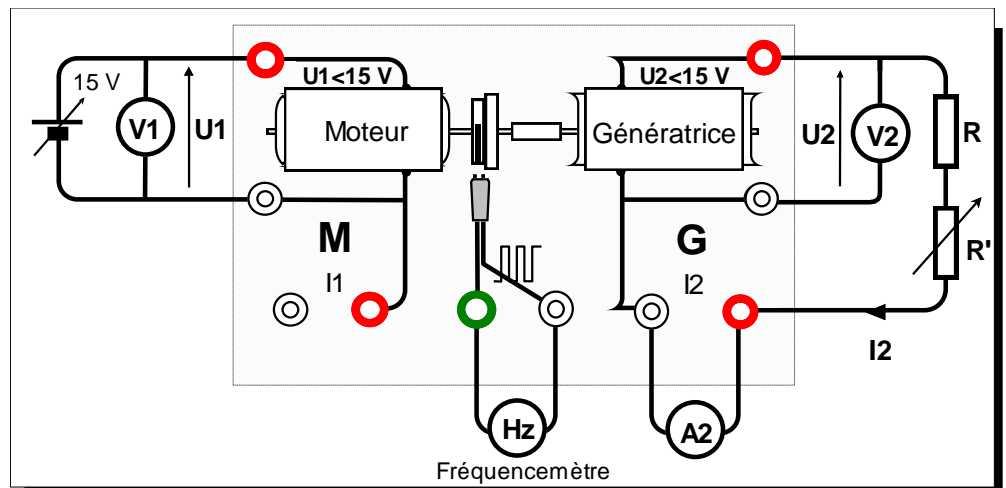 15 V
V1
U1
U1<15 V
Moteur
M
I1
U2<15 V
Génératrice
G
I2
U2
V2
R
R'
I2
Hz
A2
Fréquencemètre